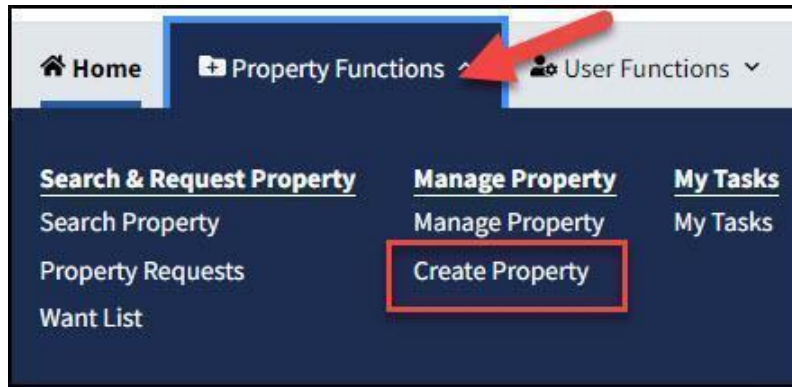 Home Property Functions User Functions
Search & Request Property Manage Property My Tasks
Search Property Manage Property My Tasks
Property Requests Create Property
Want List